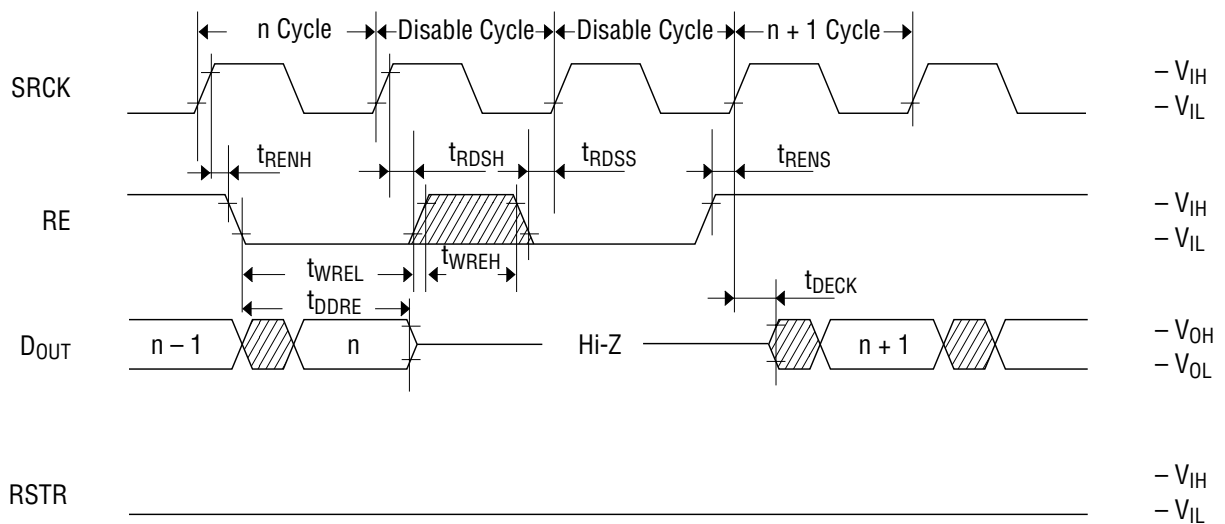 n Cycle Disable Cycle Disable Cycle n + 1 Cycle
SRCK – VIH
– VIL
tRENH tRDSH tRDSS tRENS
RE – VIH
– VIL
tWREL tWREH
tDDRE tDECK
DOUT n – 1 n Hi-Z n + 1 – VOH
– VOL
RSTR – VIH
– VIL